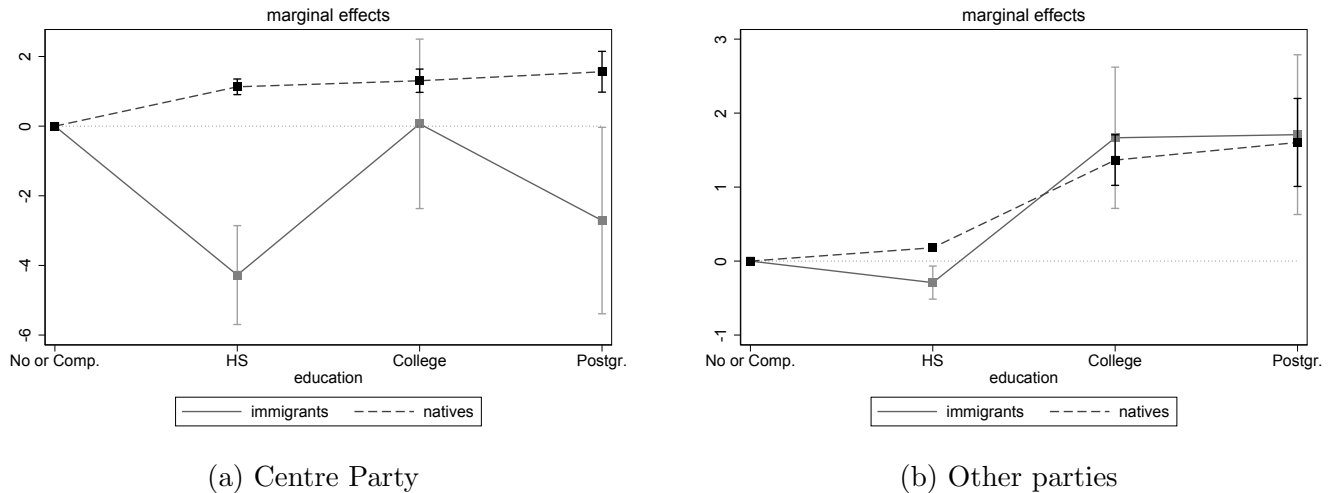 marginal effects
2
0
-2
-4
-6
No or Comp. HS College Postgr.
education
immigrants natives
(a) Centre Party
marginal effects
3
2
1
0
-1
No or Comp. HS College Postgr.
education
immigrants natives
(b) Other parties